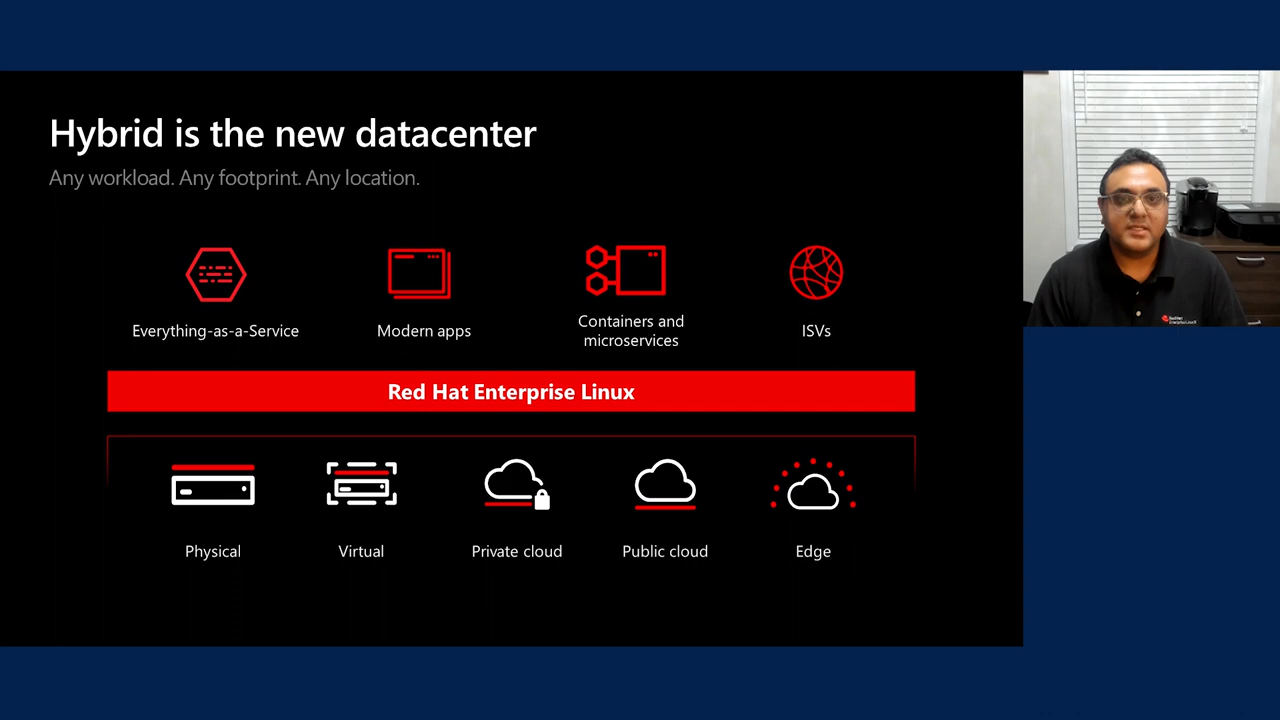 Hybrid is the new datacenter
Any workload. Any footprint. Any location.
Everything-as-a-Service
Modern apps
Containers and
microservices
ISVs
Red Hat Enterprise Linux
Physical
Virtual
Private cloud
Public cloud
Edge